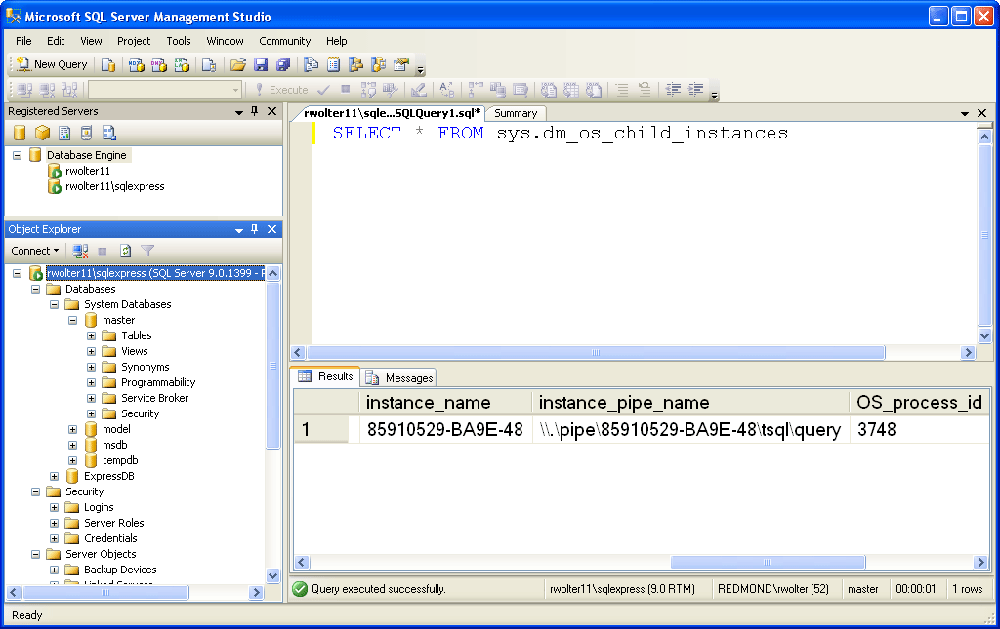 Microsoft SQL Server Management Studio
File Edit View Project Tools Window Community Help
New Query
Execute
Registered Servers
Database Engine
rwolter11
rwolter11\sqlexpress
Object Explorer
Connect
rwolter11\sqlexpress (SQL Server 9.0.1399 -
Databases
System Databases
master
Tables
Views
Synonyms
Programmability
Service Broker
Security
model
msdb
tempdb
ExpressDB
Security
Logins
Server Roles
Credentials
Server Objects
Backup Devices
Linked Servers
rwolter11\sqle...SQLQuery1.sql* Summary
SELECT * FROM sys.dm_os_child_instances
Results Messages
instance_name instance_pipe_name OS_process_id
1 85910529-BA9E-48 \\.\pipe\85910529-BA9E-48\tsql\query 3748
Query executed successfully. rwolter11\sqlexpress (9.0 RTM) REDMOND\rwolter (52) master 00:00:01 1 rows
Ready